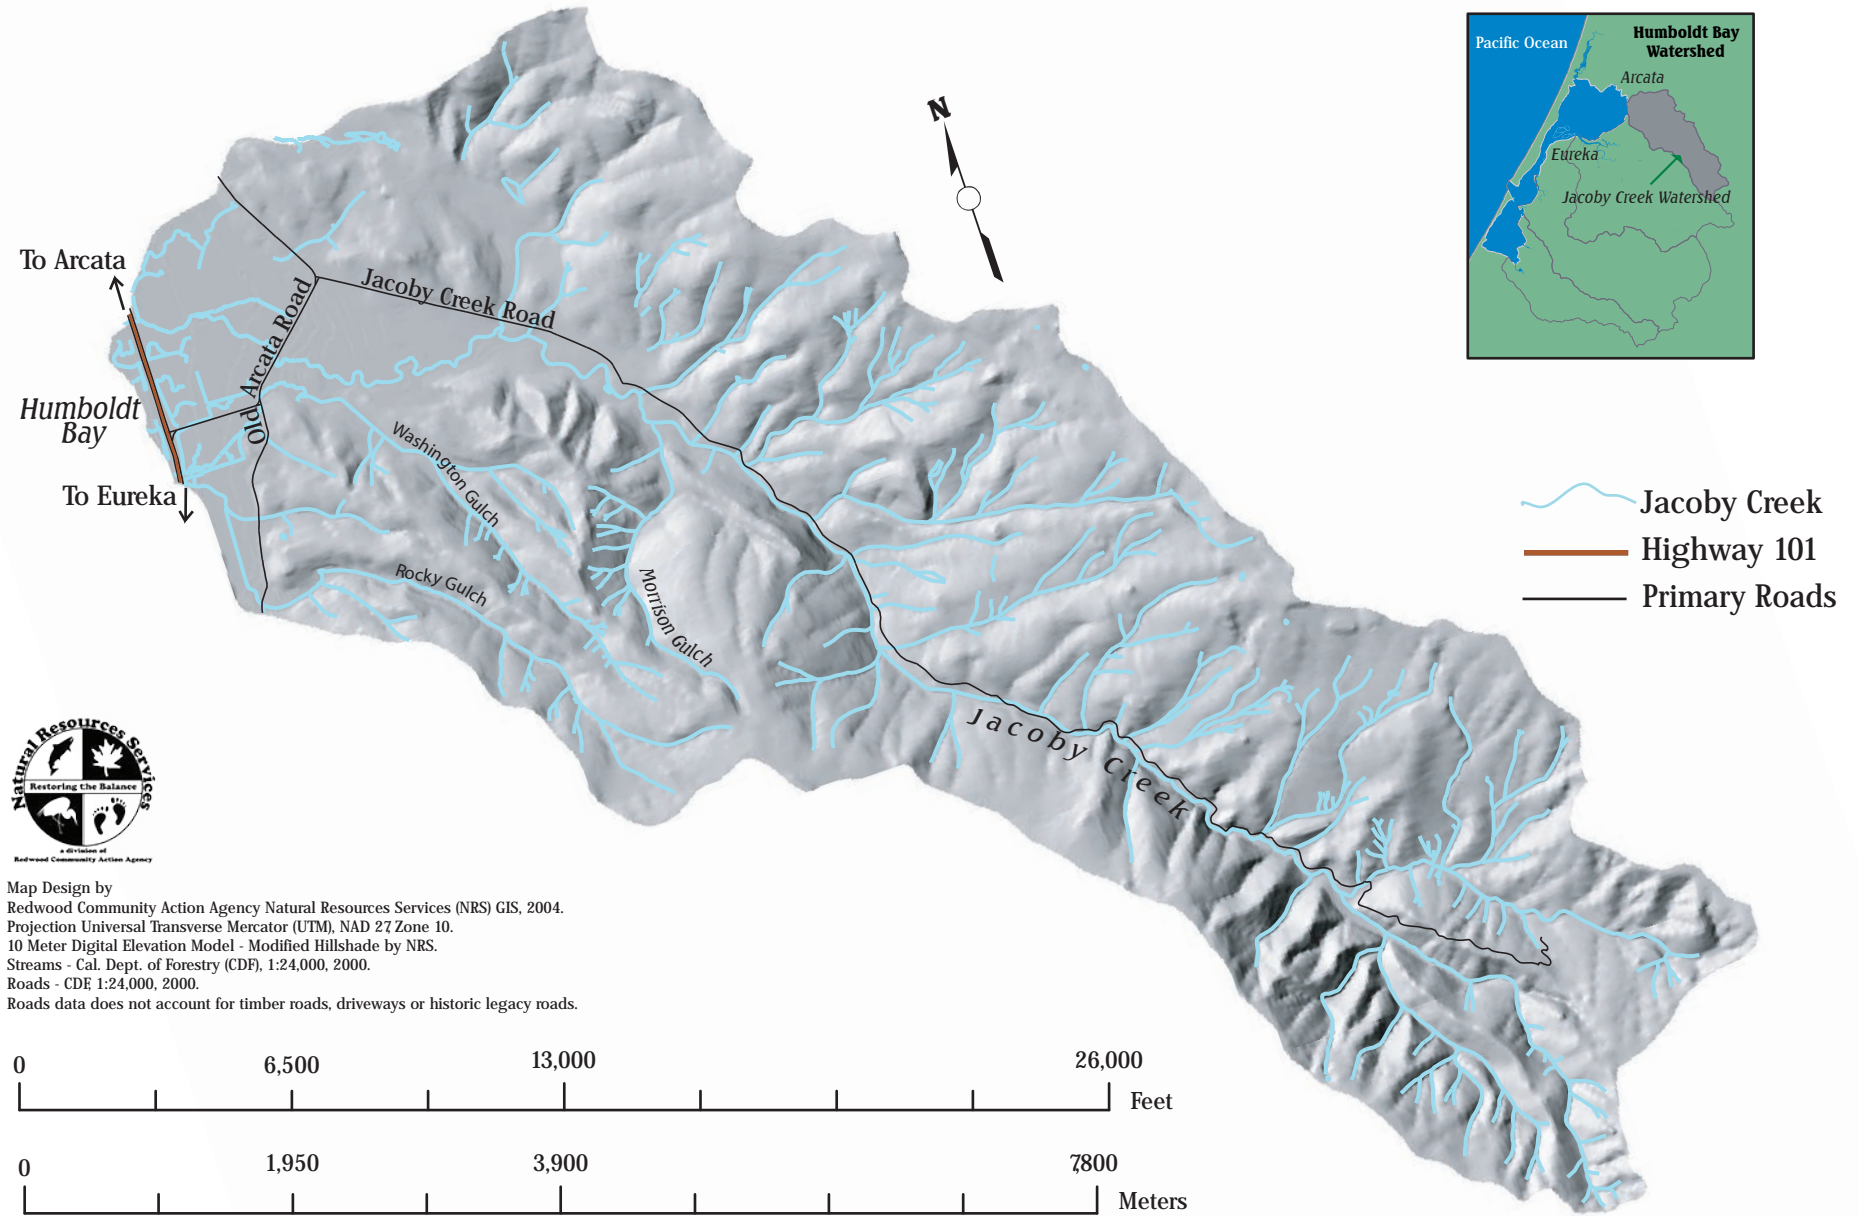 Pacific Ocean
Humboldt Bay
Watershed
Arcata
Eureka
Jacoby Creek Watershed
N
To Arcata
Jacoby Creek Road
Old Arcata Road
Humboldt
Bay
To Eureka
Washington Gulch
Rocky Gulch
Morrison Gulch
Jacoby Creek
Jacoby Creek
Highway 101
Primary Roads
Natural Resources Services
Restoring the Balance
a division of
Redwood Community Action Agency
Map Design by
Redwood Community Action Agency Natural Resources Services (NRS) GIS, 2004.
Projection Universal Transverse Mercator (UTM), NAD 27, Zone 10.
10 Meter Digital Elevation Model - Modified Hillshade by NRS.
Streams - Cal. Dept. of Forestry (CDF), 1:24,000, 2000.
Roads - CDF, 1:24,000, 2000.
Roads data does not account for timber roads, driveways or historic legacy roads.
0 6,500 13,000 26,000
Feet
0 1,950 3,900 7,800
Meters